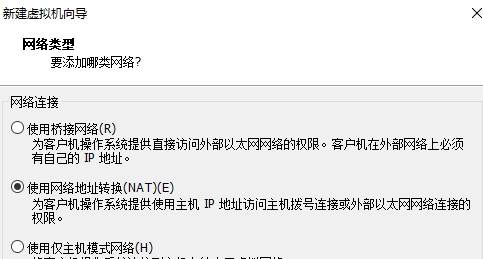 新建虚拟机向导
网络类型
要添加哪类网络?
网络连接
使用桥接网络(R)
为客户机操作系统提供直接访问外部以太网网络的权限。客户机在外部网络上必须
有自己的 IP 地址。
使用网络地址转换(NAT)(E)
为客户机操作系统提供使用主机 IP 地址访问主机拨号连接或外部以太网网络连接的
权限。
使用仅主机模式网络(H)